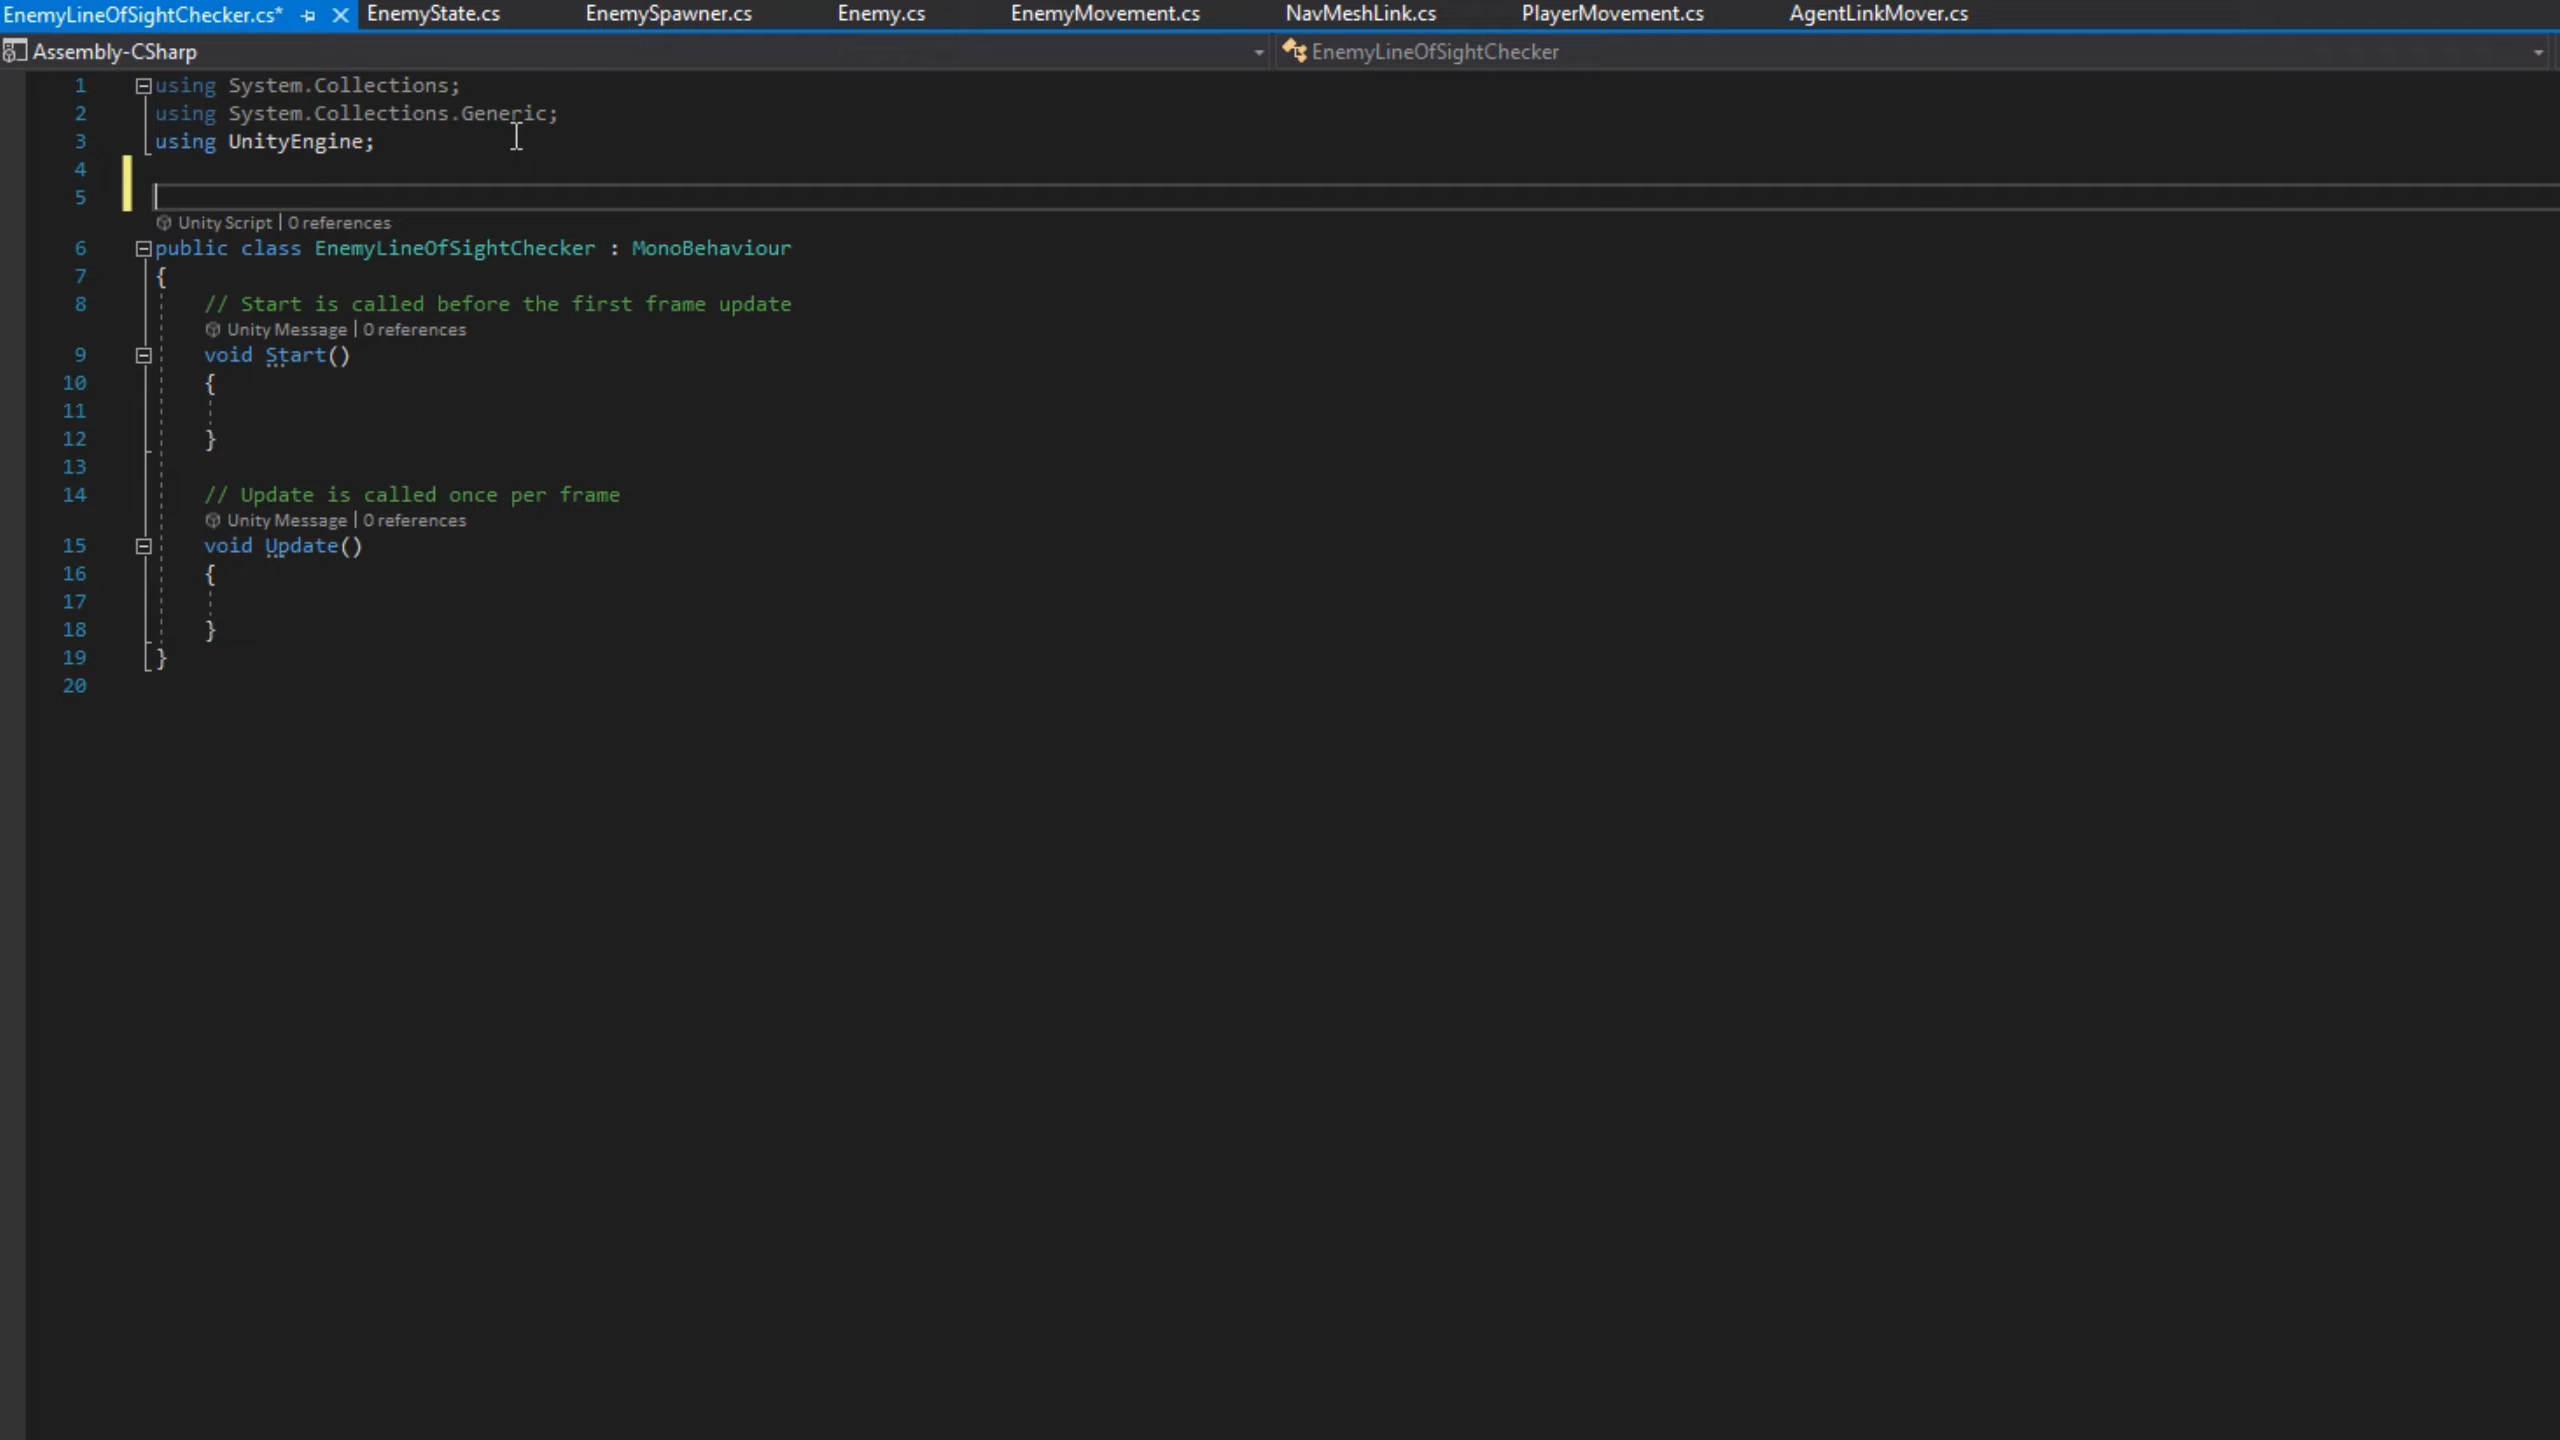 EnemyLineOfSightChecker.cs* EnemyState.cs EnemySpawner.cs Enemy.cs EnemyMovement.cs NavMeshLink.cs PlayerMovement.cs AgentLinkMover.cs
Assembly-CSharp EnemyLineOfSightChecker
1 using System.Collections;
2 using System.Collections.Generic;
3 using UnityEngine;
4
5
Unity Script | 0 references
6 public class EnemyLineOfSightChecker : MonoBehaviour
7 {
8 // Start is called before the first frame update
Unity Message | 0 references
9 void Start()
10 {
11
12 }
13
14 // Update is called once per frame
Unity Message | 0 references
15 void Update()
16 {
17
18 }
19 }
20